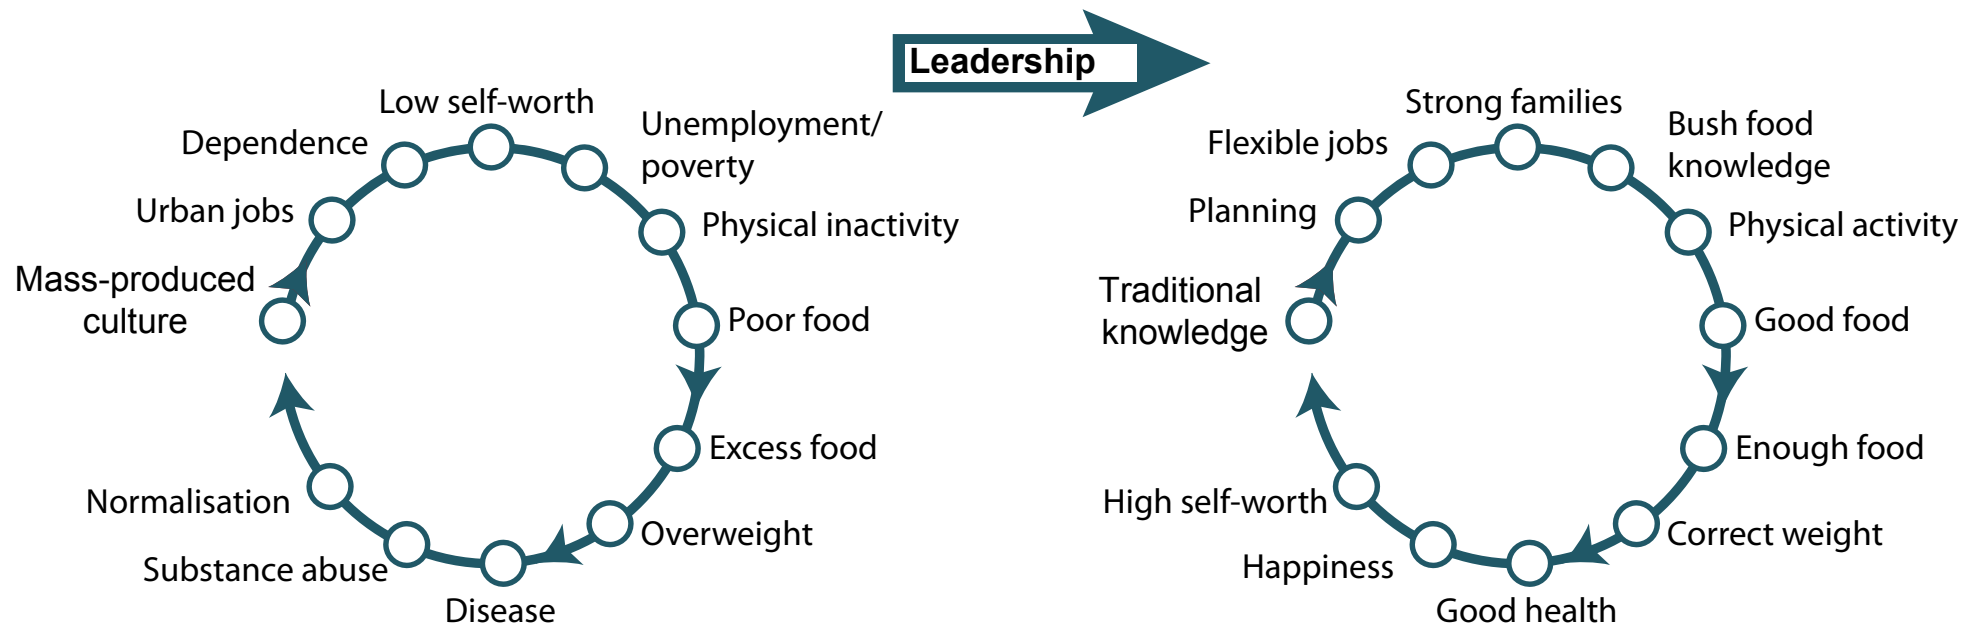 Leadership
Low self-worth
Dependence
Unemployment/
poverty
Urban jobs
Physical inactivity
Mass-produced
culture
Poor food
Excess food
Normalisation
Overweight
Substance abuse
Disease
Strong families
Flexible jobs
Bush food
knowledge
Planning
Physical activity
Traditional
knowledge
Good food
Enough food
High self-worth
Correct weight
Happiness
Good health